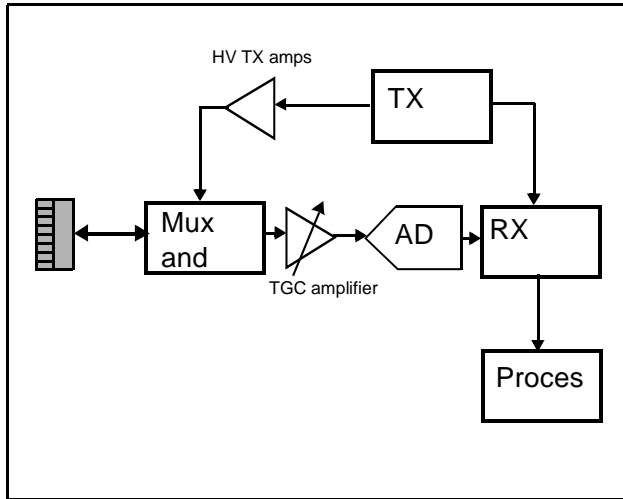 HV TX amps
TX
Mux
and
TGC amplifier
AD
RX
Proces